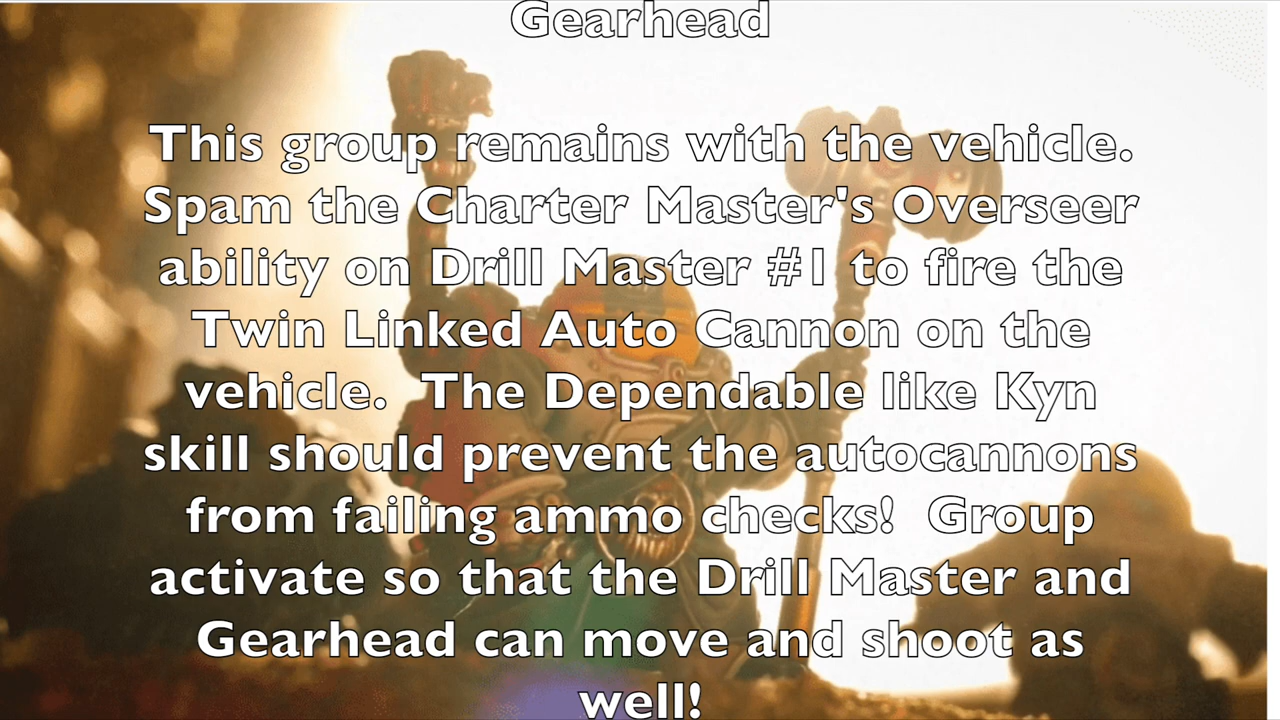 Gearhead
This group remains with the vehicle.
Spam the Charter Master's Overseer
ability on Drill Master #1 to fire the
Twin Linked Auto Cannon on the
vehicle.  The Dependable like Kyn
skill should prevent the autocannons
from failing ammo checks!  Group
activate so that the Drill Master and
Gearhead can move and shoot as
well!